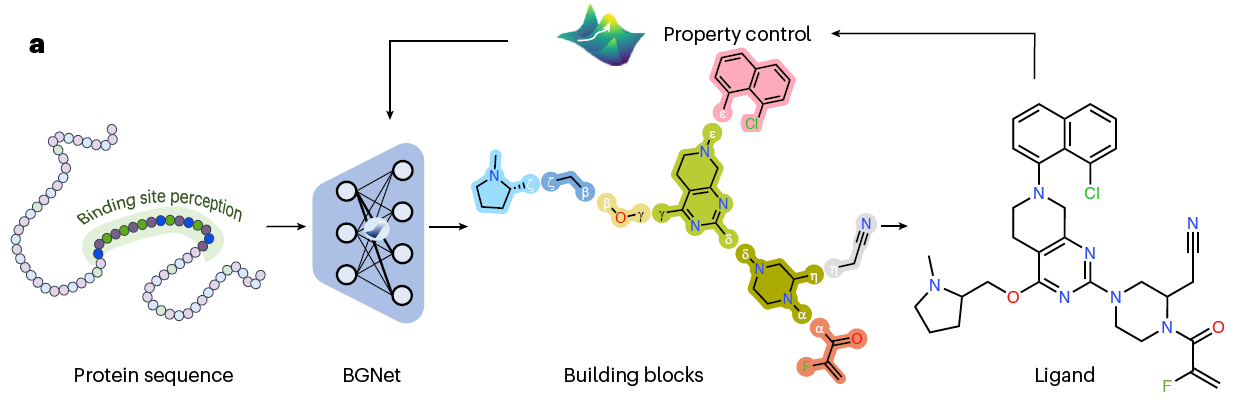 a
Property control
ε
Cl
ε
N
N
ζ
ζ
β
β
O
γ
γ
N
N
δ
δ
N
η
N
α
η
N
α
O
F
Binding site perception
Cl
N
N
N
N
O
N
N
N
N
O
F
Protein sequence
BGNet
Building blocks
Ligand